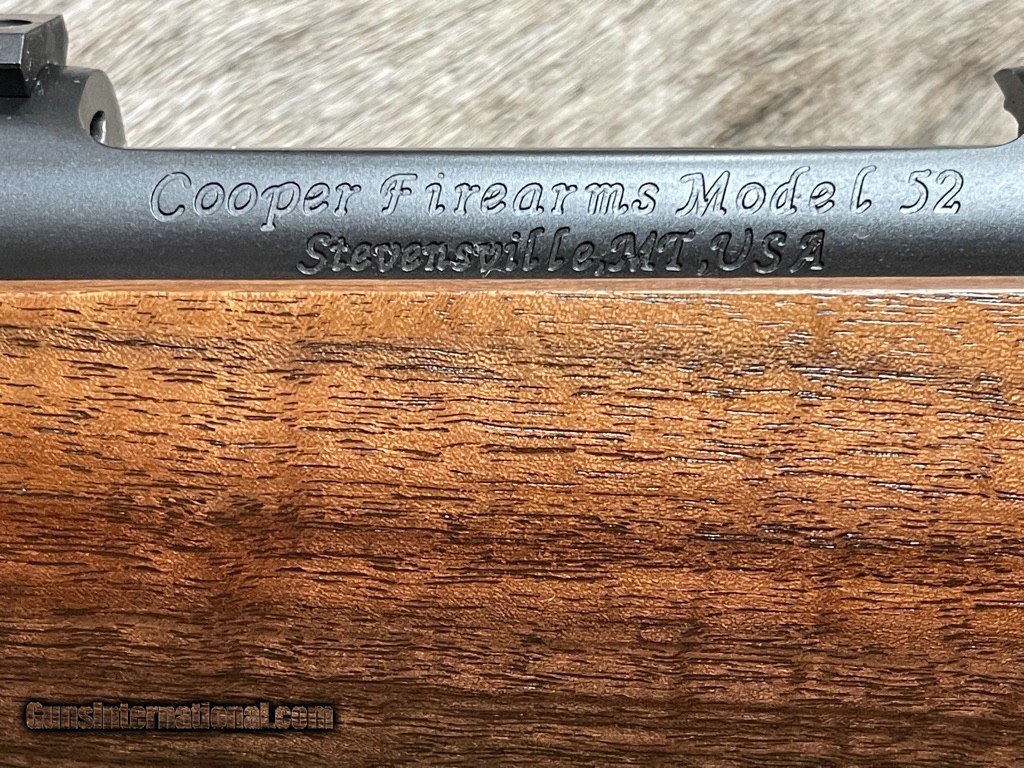 Cooper Firearms Model 52
Stevensville,MT,USA
GunsInternational.com